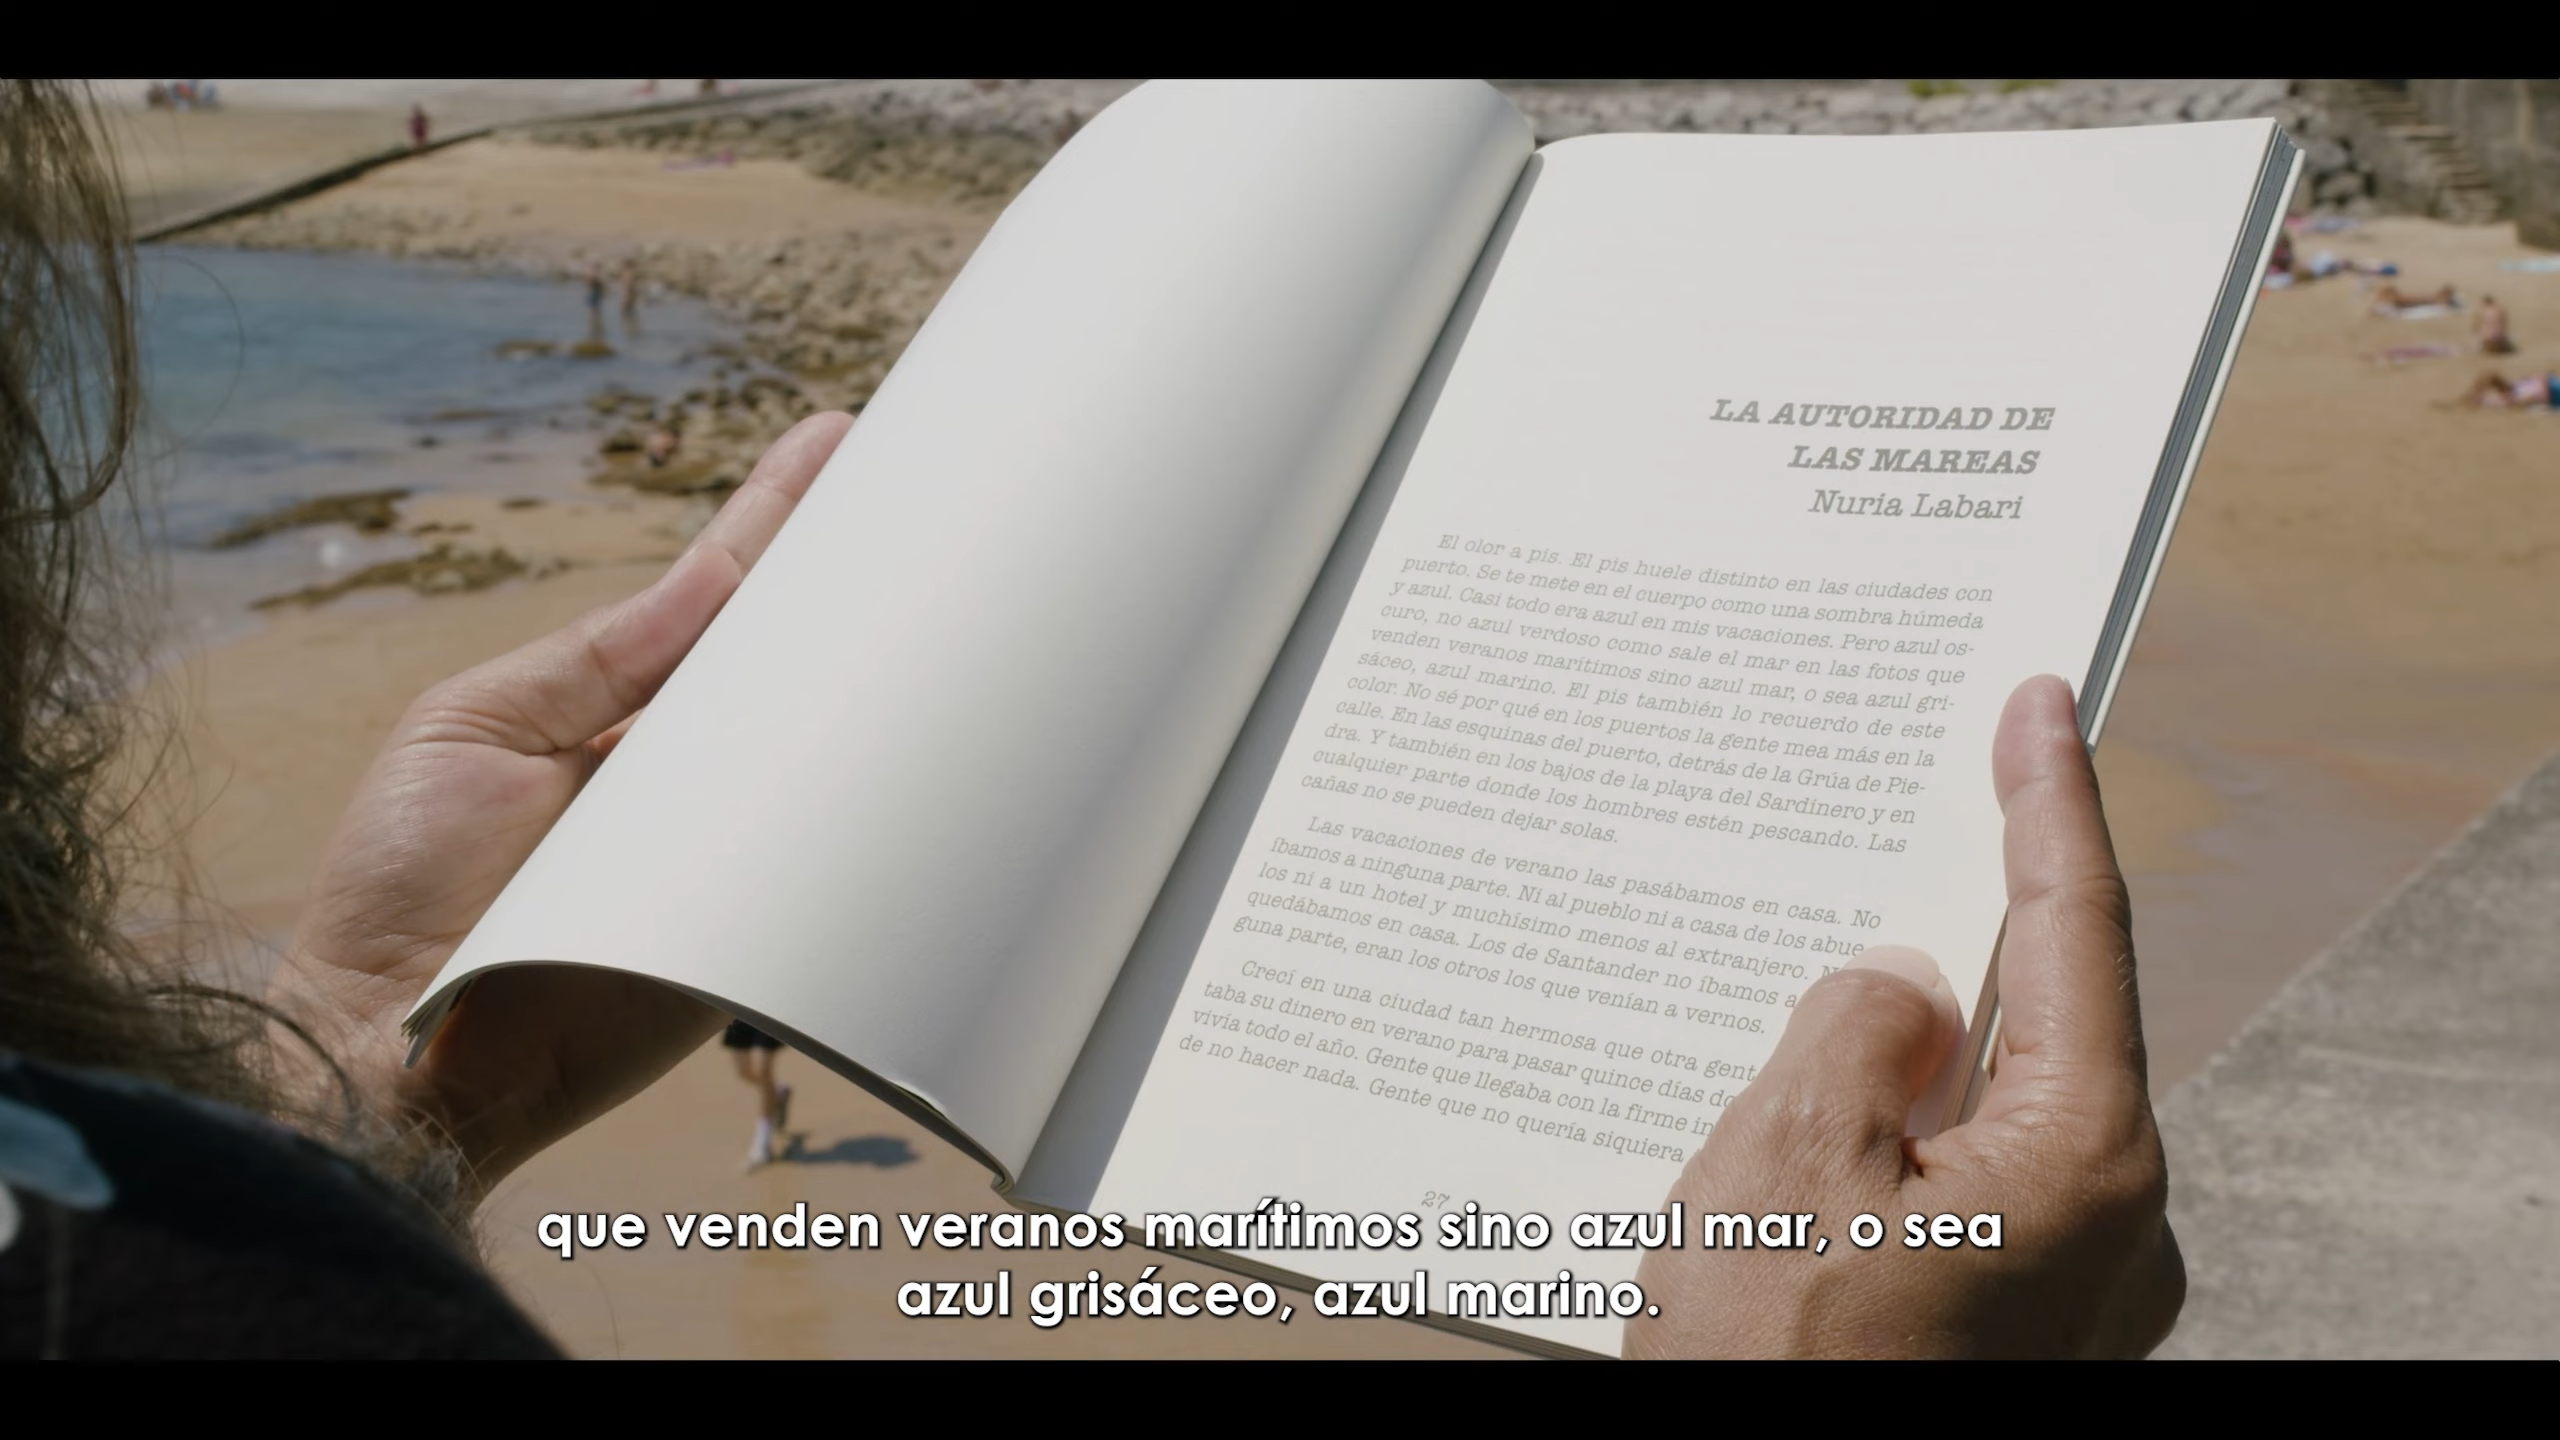 LA AUTORIDAD DE
LAS MAREAS
Nuria Labari
El olor a pis. El pis huele distinto en las ciudades con
puerto. Se te mete en el cuerpo como una sombra húmeda
y azul. Casi todo era azul en mis vacaciones. Pero azul os-
curo, no azul verdoso como sale el mar en las fotos que
venden veranos marítimos sino azul mar, o sea azul gri-
sáceo, azul marino. El pis también lo recuerdo de este
color. No sé por qué en los puertos la gente mea más en la
calle. En las esquinas del puerto, detrás de la Grúa de Pie-
dra. Y también en los bajos de la playa del Sardinero y en
cualquier parte donde los hombres estén pescando. Las
cañas no se pueden dejar solas.
Las vacaciones de verano las pasábamos en casa. No
íbamos a ninguna parte. Ni al pueblo ni a casa de los abue
los ni a un hotel y muchísimo menos al extranjero.
quedábamos en casa. Los de Santander no íbamos a
guna parte, eran los otros los que venían a vernos.
Crecí en una ciudad tan hermosa que otra gent
taba su dinero en verano para pasar quince días do
vivía todo el año. Gente que llegaba con la firme in
de no hacer nada. Gente que no quería siquiera
27
que venden veranos marítimos sino azul mar, o sea
azul grisáceo, azul marino.